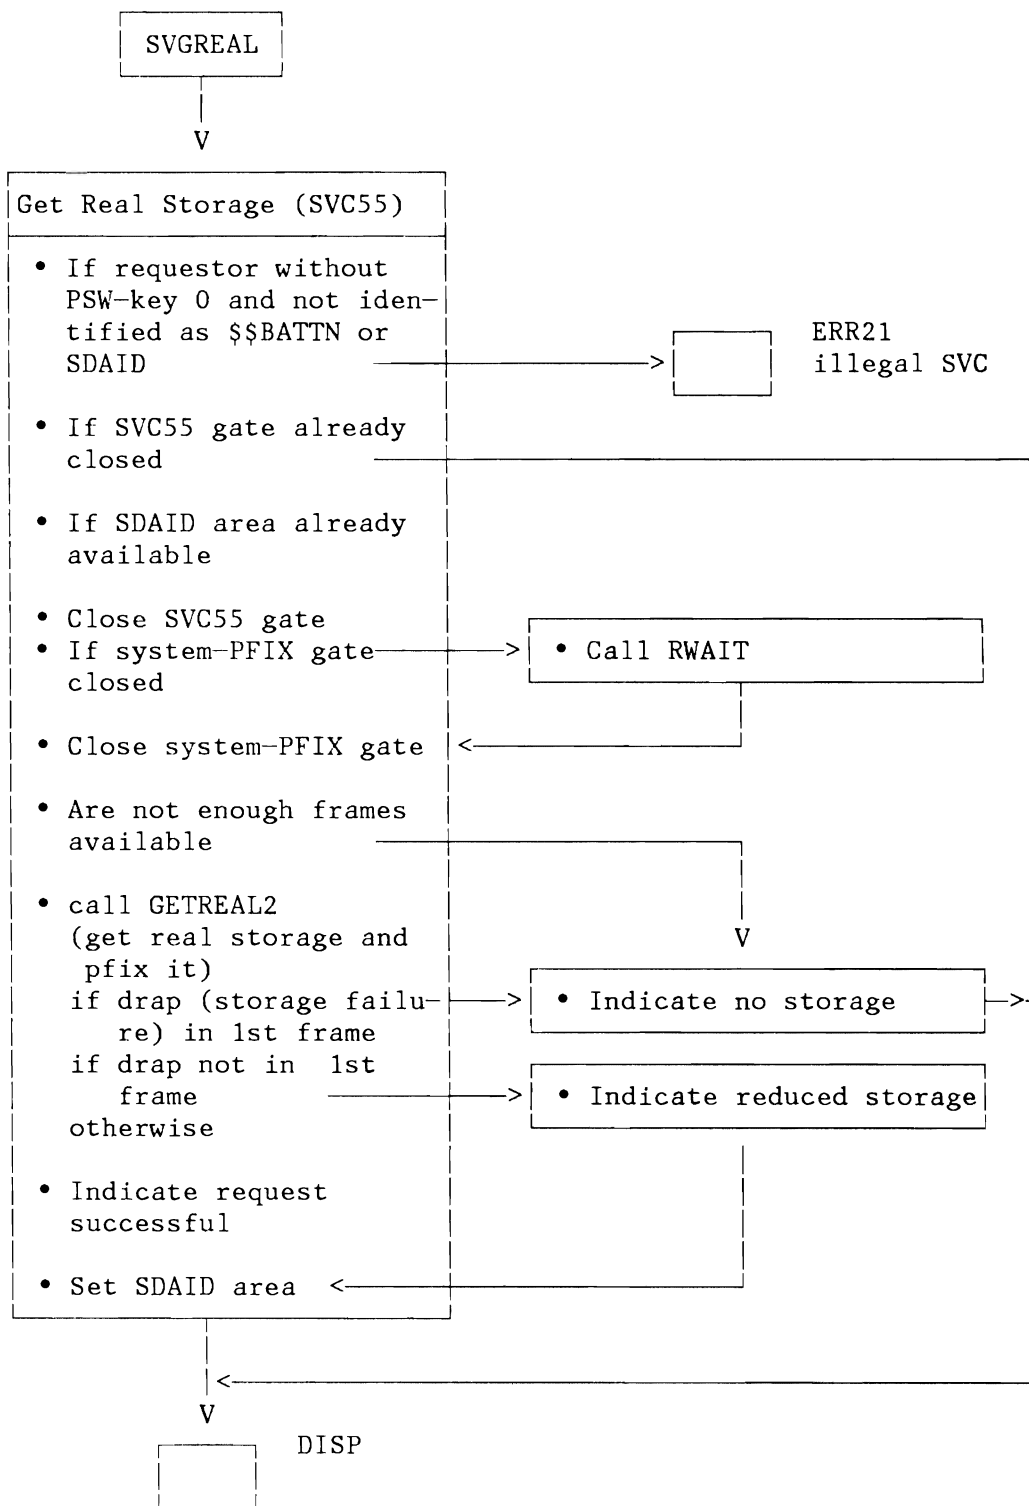 SVGREAL
V
Get Real Storage (SVC55)
• If requestor without
PSW-key 0 and not iden-
tified as $$BATTN or
SDAID
>
ERR21
illegal SVC
• If SVC55 gate already
closed
• If SDAID area already
available
• Close SVC55 gate
• If system-PFIX gate
closed
>
• Call RWAIT
• Close system-PFIX gate
<
• Are not enough frames
available
V
• call GETREAL2
(get real storage and
pfix it)
if drap (storage failu-
re) in 1st frame
>
• Indicate no storage
>
if drap not in 1st
frame
>
• Indicate reduced storage
otherwise
• Indicate request
successful
• Set SDAID area
<
<
V
DISP